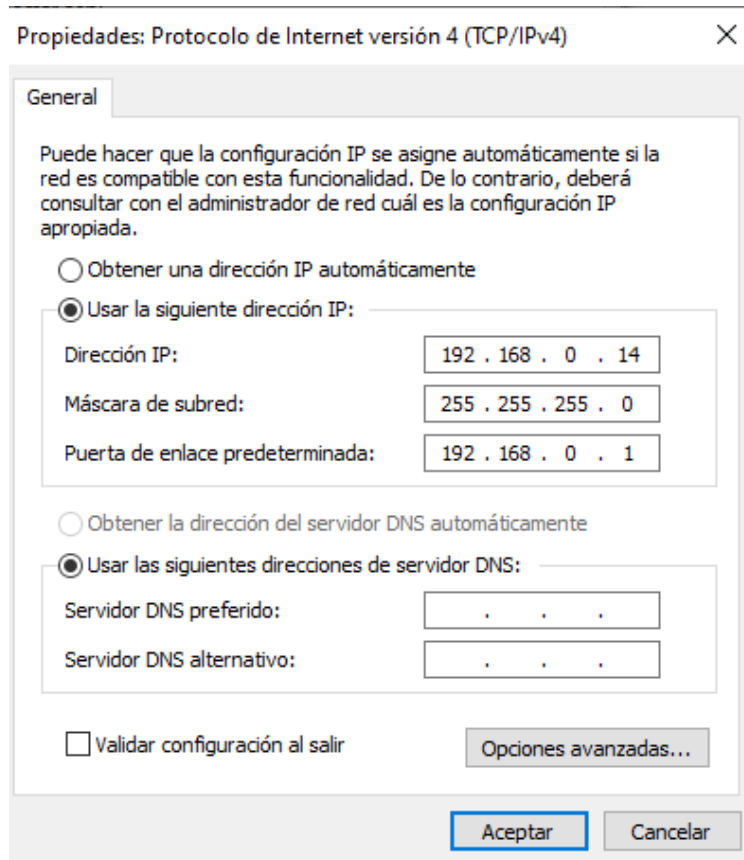 Propiedades: Protocolo de Internet versión 4 (TCP/IPv4)
General
Puede hacer que la configuración IP se asigne automáticamente si la
red es compatible con esta funcionalidad. De lo contrario, deberá
consultar con el administrador de red cuál es la configuración IP
apropiada.
Obtener una dirección IP automáticamente
Usar la siguiente dirección IP:
Dirección IP: 192 . 168 . 0 . 14
Máscara de subred: 255 . 255 . 255 . 0
Puerta de enlace predeterminada: 192 . 168 . 0 . 1
Obtener la dirección del servidor DNS automáticamente
Usar las siguientes direcciones de servidor DNS:
Servidor DNS preferido: . . .
Servidor DNS alternativo: . . .
Validar configuración al salir Opciones avanzadas...
Aceptar Cancelar